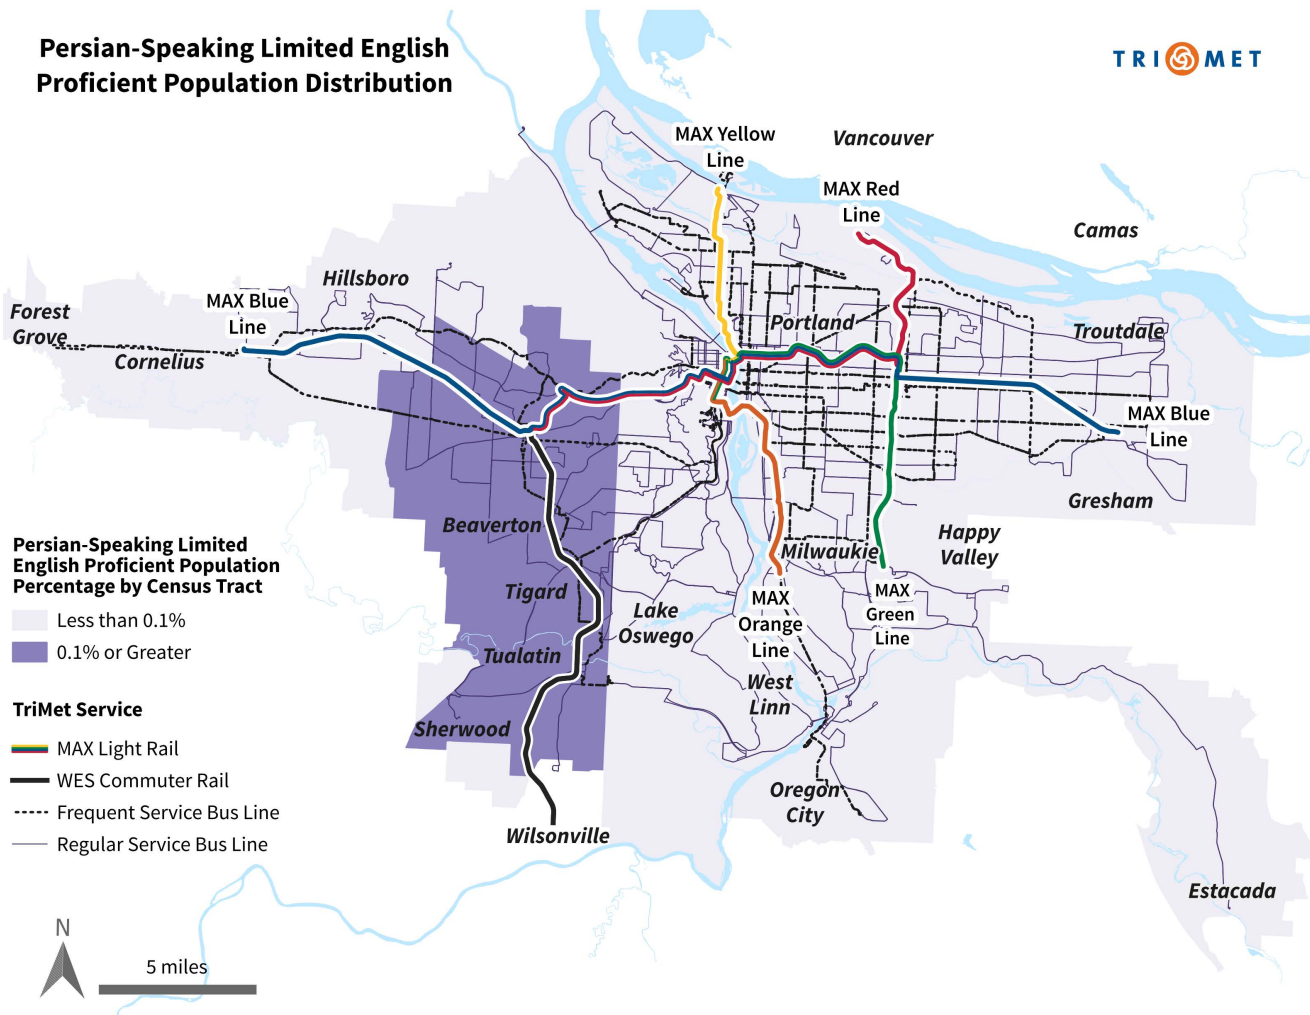 Persian-Speaking Limited English
Proficient Population Distribution
TRI MET
MAX Yellow
Line
Vancouver
MAX Red
Line
Camas
Hillsboro
MAX Blue
Line
Forest
Grove
Cornelius
Portland
Troutdale
MAX Blue
Line
Gresham
Beaverton
Happy
Valley
Milwaukie
Tigard
Lake
Oswego
MAX
Orange
Line
MAX
Green
Line
Tualatin
West
Linn
Sherwood
Oregon
City
Wilsonville
Estacada
Persian-Speaking Limited
English Proficient Population
Percentage by Census Tract
Less than 0.1%
0.1% or Greater
TriMet Service
MAX Light Rail
WES Commuter Rail
Frequent Service Bus Line
Regular Service Bus Line
N
5 miles